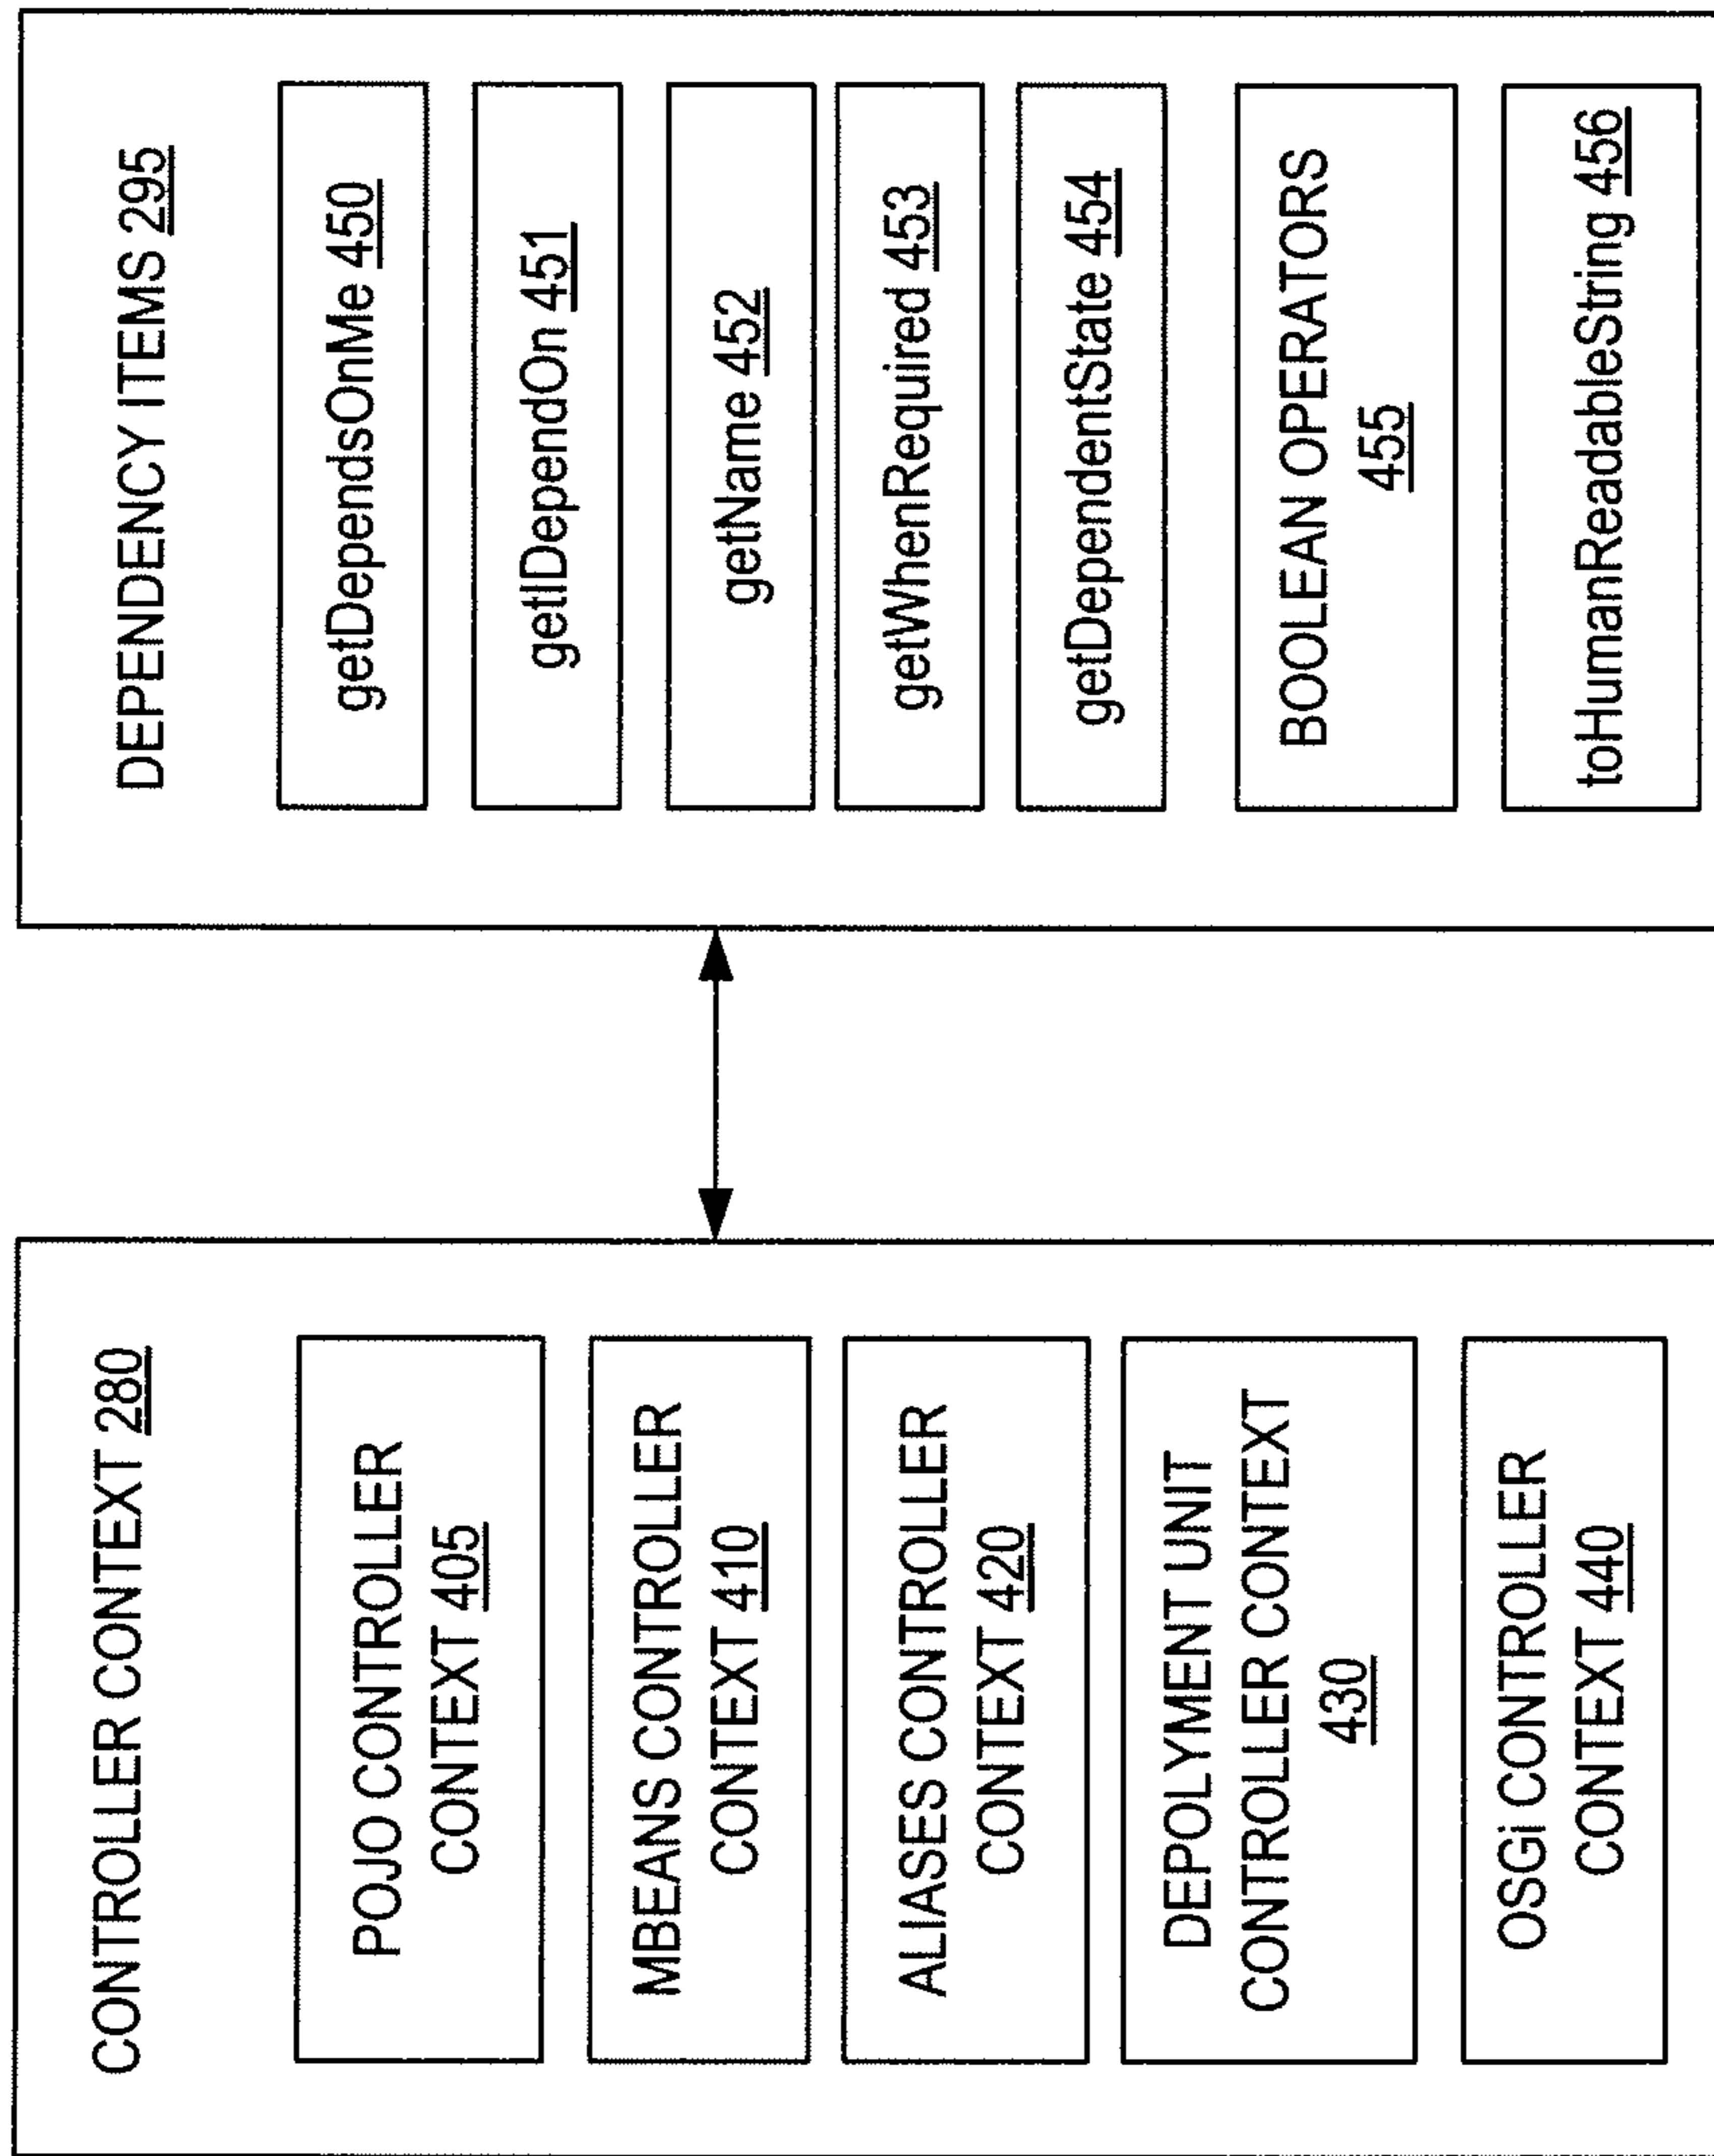 CONTROLLER CONTEXT 280
POJO CONTROLLER
CONTEXT 405
MBEANS CONTROLLER
CONTEXT 410
ALIASES CONTROLLER
CONTEXT 420
DEPOLYMENT UNIT
CONTROLLER CONTEXT
430
OSGi CONTROLLER
CONTEXT 440
DEPENDENCY ITEMS 295
getDependsOnMe 450
getIDependOn 451
getName 452
getWhenRequired 453
getDependentState 454
BOOLEAN OPERATORS
455
toHumanReadableString 456